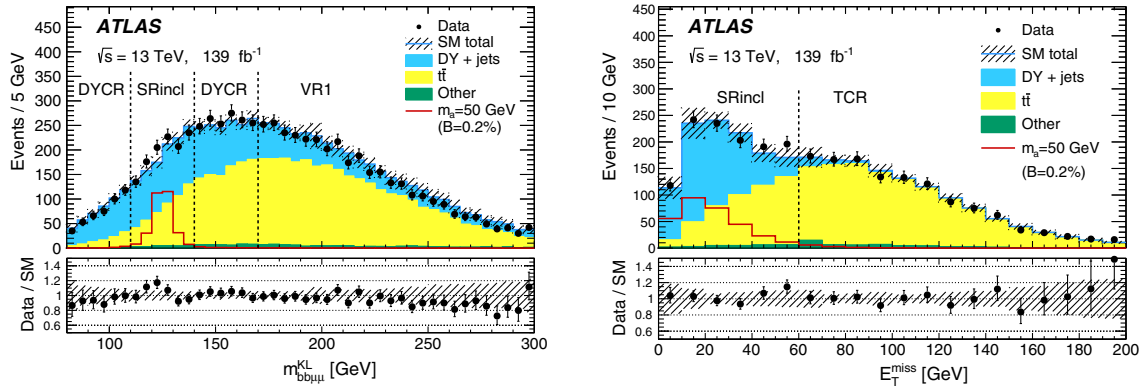 ATLAS
√s = 13 TeV, 139 fb-1
DYCR SRincl DYCR VR1
Data
SM total
DY + jets
tt̄
Other
ma=50 GeV
(B=0.2%)
Events / 5 GeV
450
400
350
300
250
200
150
100
50
0
Data / SM
1.4
1.2
1
0.8
0.6
100 150 200 250 300
mKLbbμμ [GeV]
ATLAS
√s = 13 TeV, 139 fb-1
SRincl TCR
Data
SM total
DY + jets
tt̄
Other
ma=50 GeV
(B=0.2%)
Events / 10 GeV
450
400
350
300
250
200
150
100
50
0
Data / SM
1.4
1.2
1
0.8
0.6
0 20 40 60 80 100 120 140 160 180 200
ETmiss [GeV]